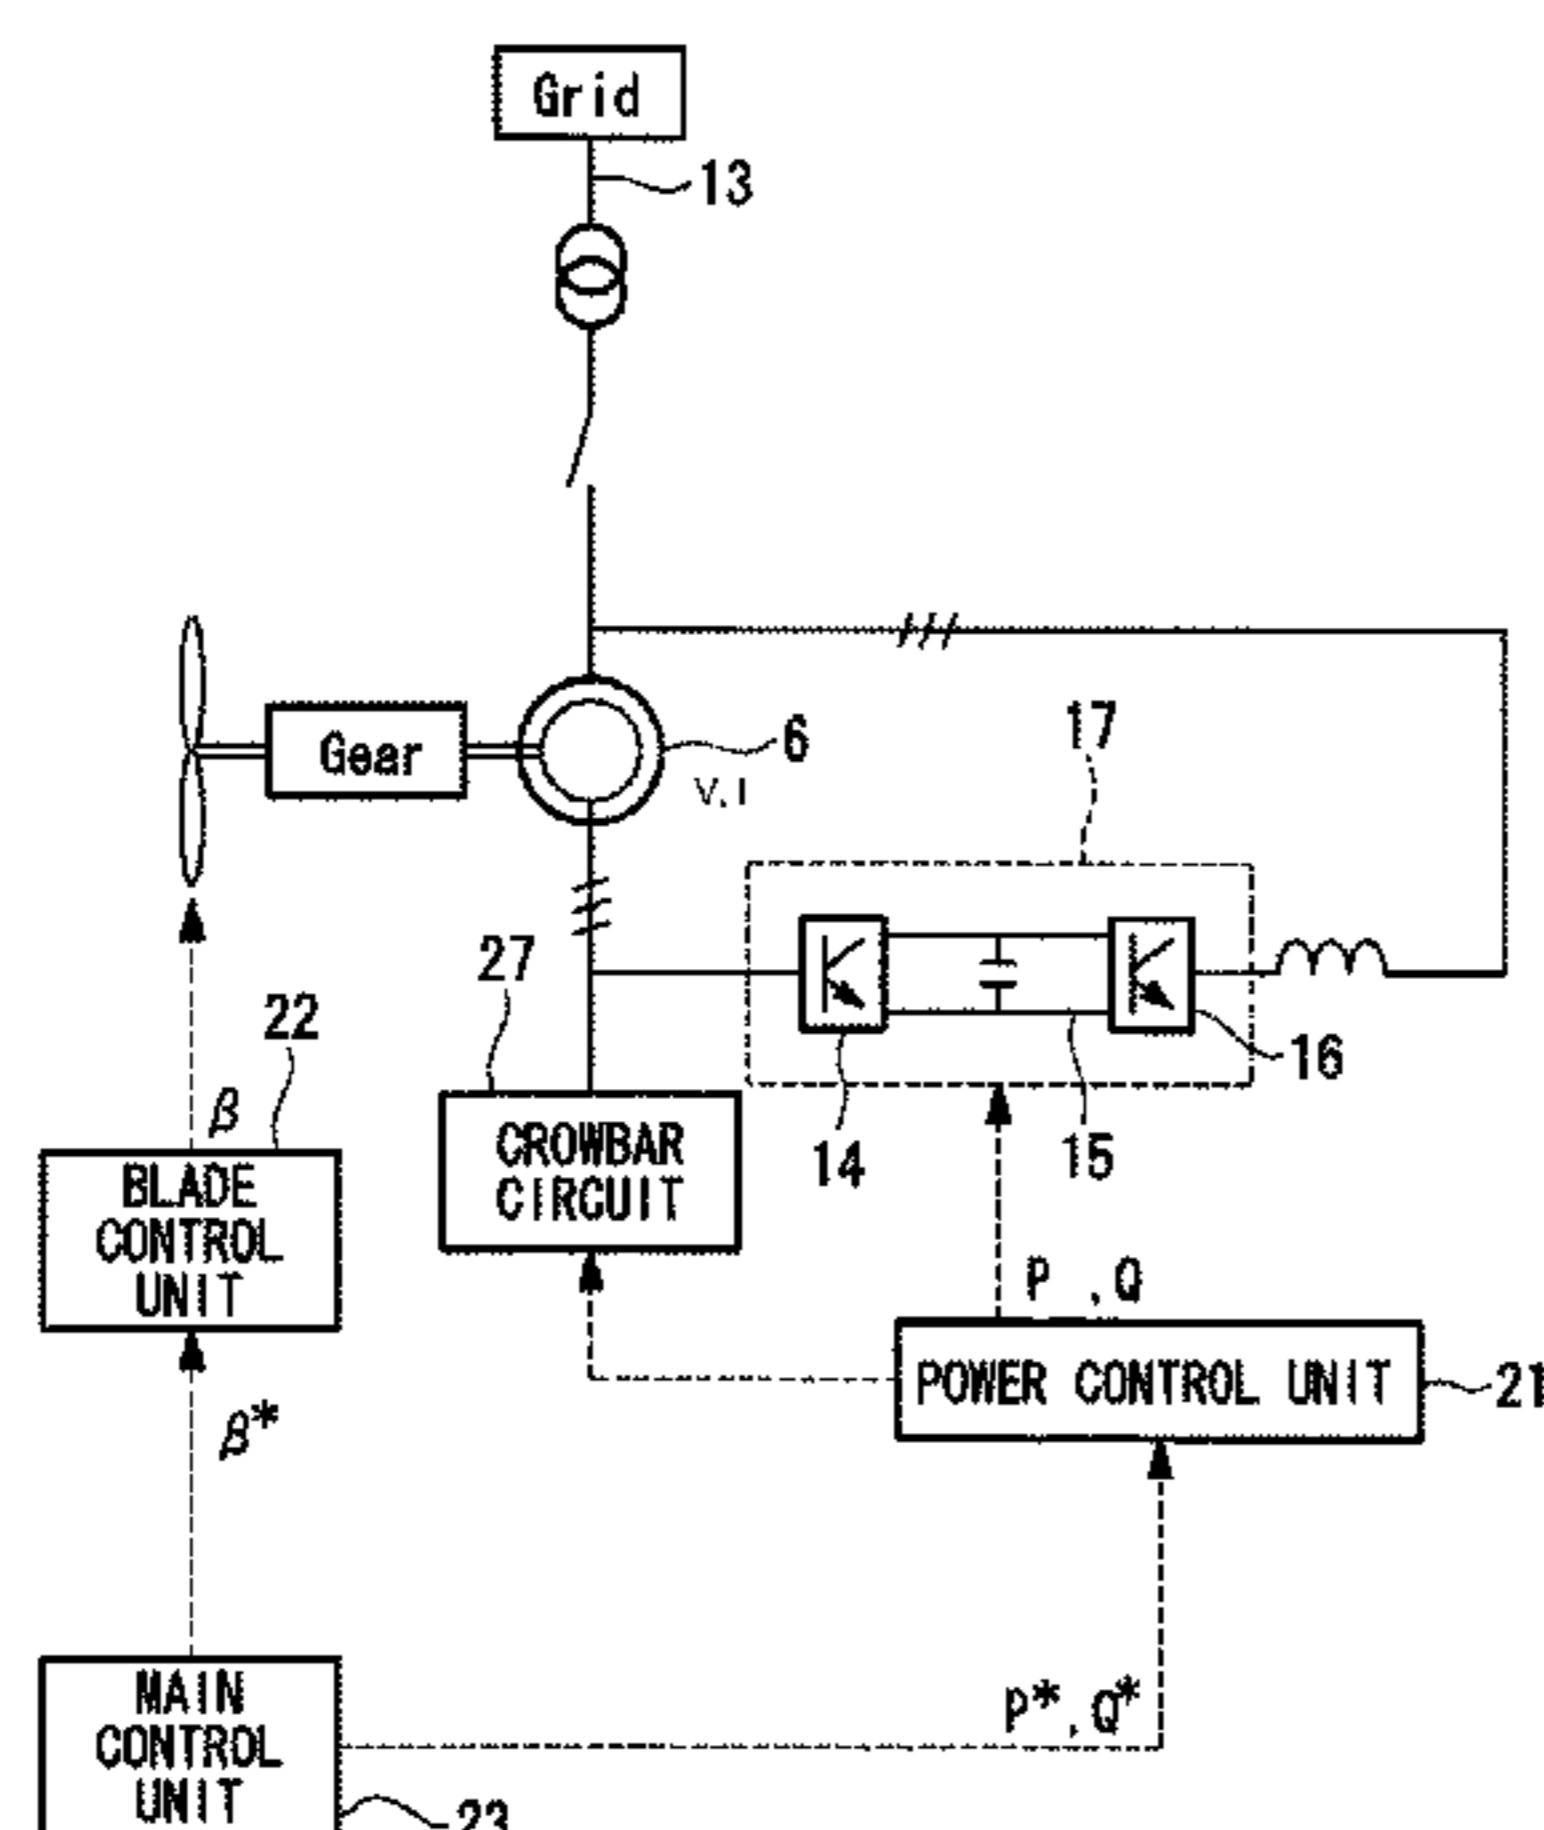 Grid
13
6
V,I
Gear
17
27
22
16
β
14
15
CROWBAR
CIRCUIT
BLADE
CONTROL
UNIT
P ,Q
POWER CONTROL UNIT
21
β*
P*,Q*
MAIN
CONTROL
UNIT
23